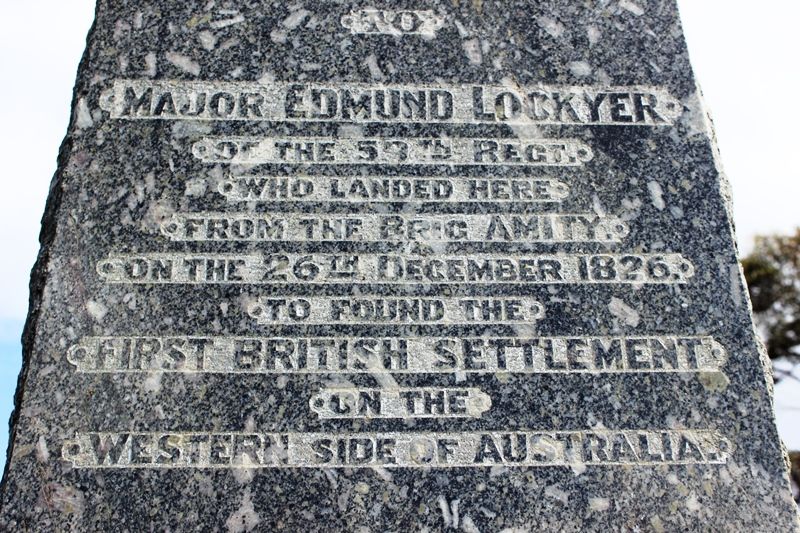 TO
MAJOR EDMUND LOCKYER
OF THE 59TH REGT.
WHO LANDED HERE
FROM THE BRIG AMITY.
ON THE 26TH DECEMBER 1826.
TO FOUND THE
FIRST BRITISH SETTLEMENT
ON THE
WESTERN SIDE OF AUSTRALIA.